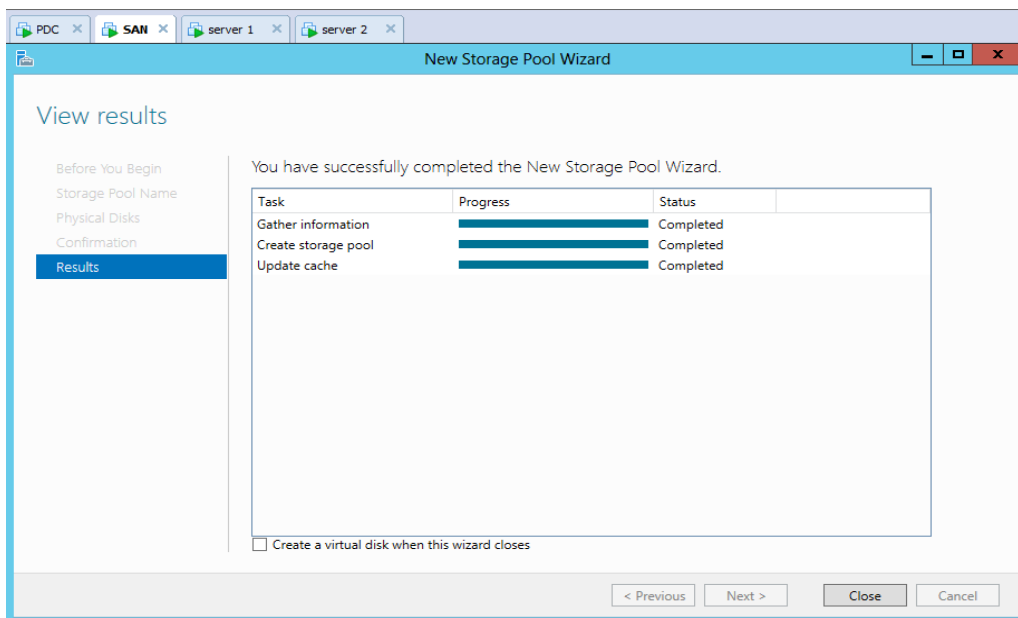 PDC SAN server 1 server 2
New Storage Pool Wizard
View results
Before You Begin
Storage Pool Name
Physical Disks
Confirmation
Results
You have successfully completed the New Storage Pool Wizard.
Task Progress Status
Gather information Completed
Create storage pool Completed
Update cache Completed
Create a virtual disk when this wizard closes
< Previous Next > Close Cancel